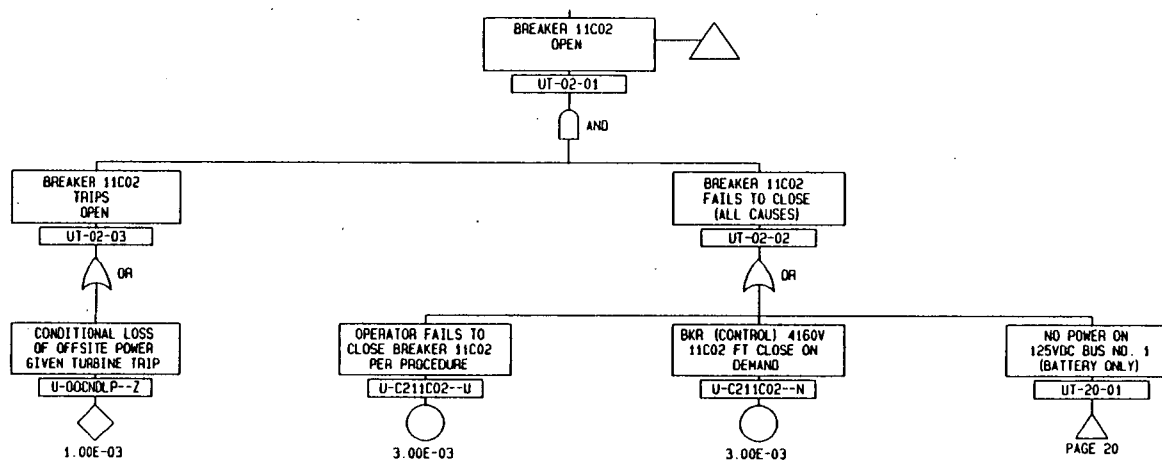 BREAKER 11C02
OPEN
UT-02-01
AND
BREAKER 11C02
TRIPS
OPEN
UT-02-03
OR
BREAKER 11C02
FAILS TO CLOSE
(ALL CAUSES)
UT-02-02
OR
CONDITIONAL LOSS
OF OFFSITE POWER
GIVEN TURBINE TRIP
U-OOCNDLP--Z
1.00E-03
OPERATOR FAILS TO
CLOSE BREAKER 11C02
PER PROCEDURE
U-C211C02--U
3.00E-03
BKR (CONTROL) 4160V
11C02 FT CLOSE ON
DEMAND
U-C211C02--N
3.00E-03
NO POWER ON
125VDC BUS NO. 1
(BATTERY ONLY)
UT-20-01
PAGE 20